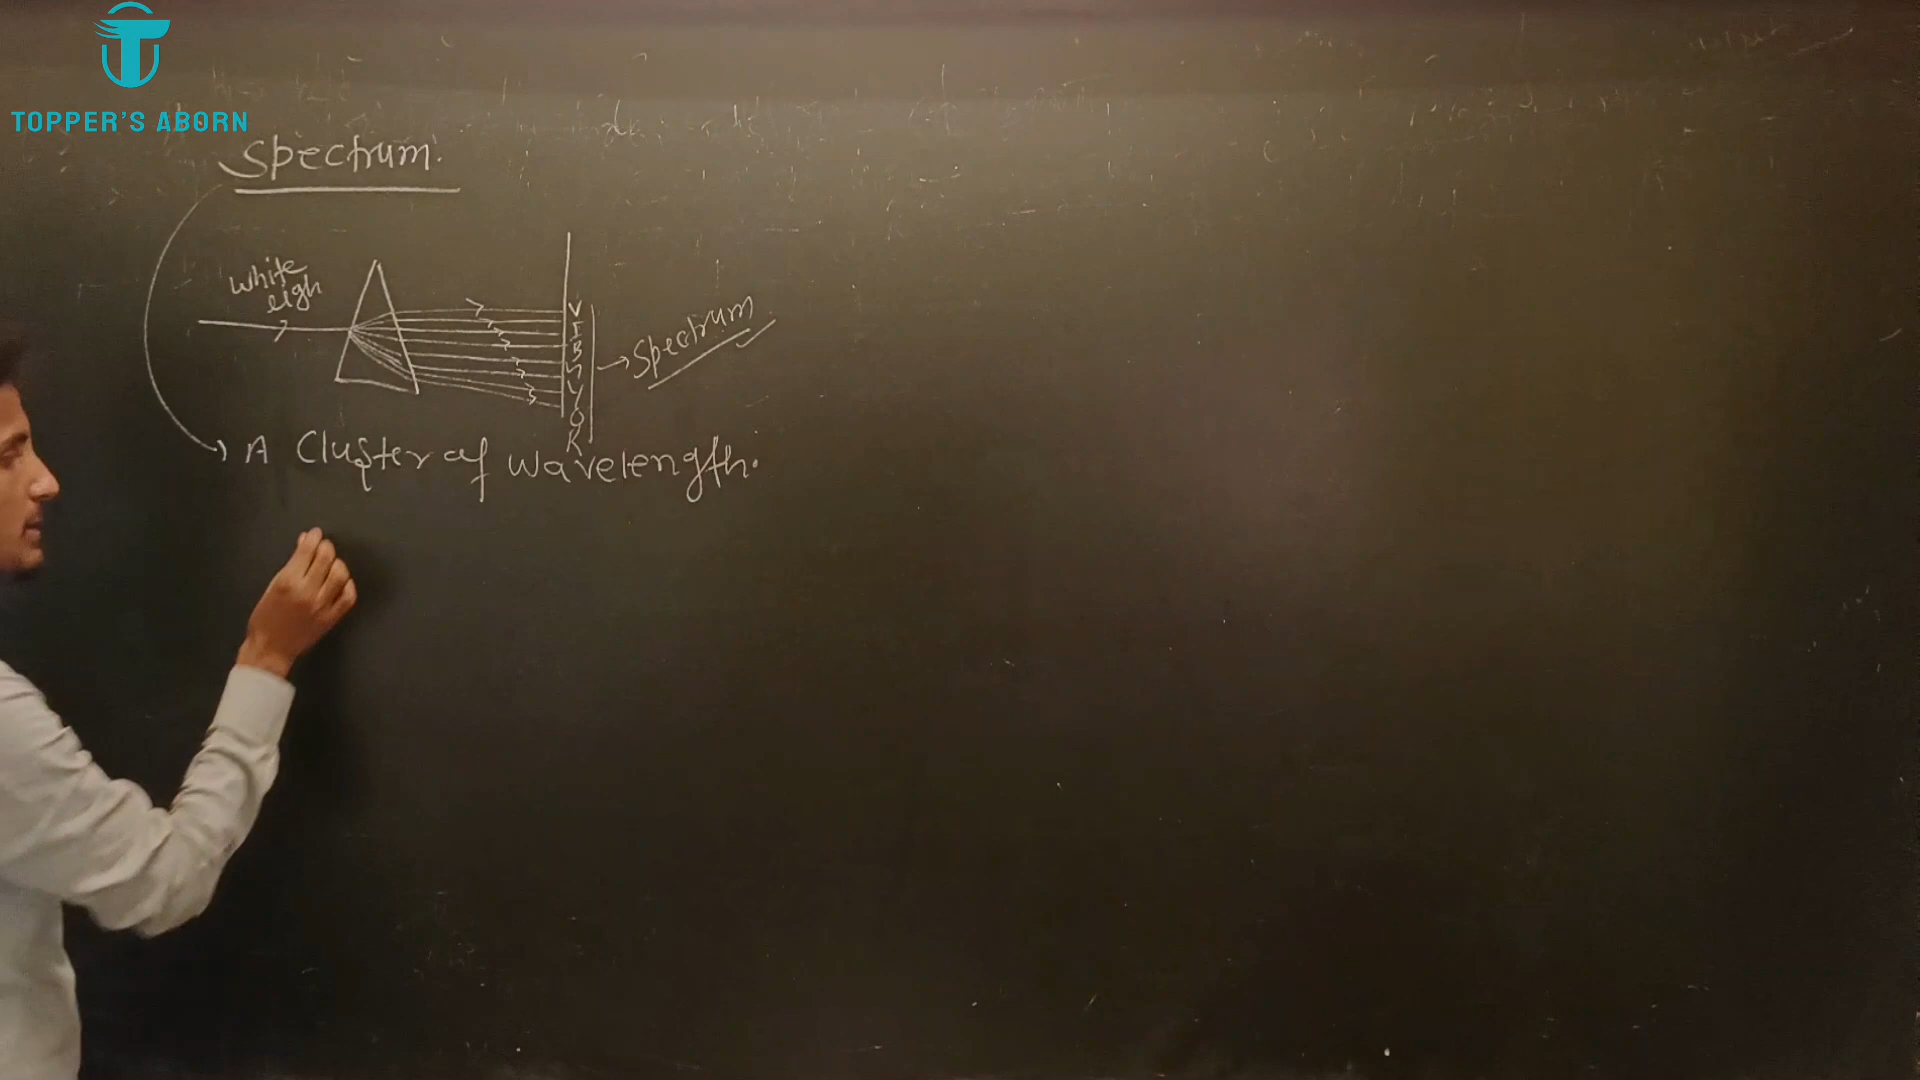 TOPPER'S ABORN
Spectrum.
white
ligh
V
I
B
G
Y
O
R
→ Spectrum
→ A Cluster of wavelength.